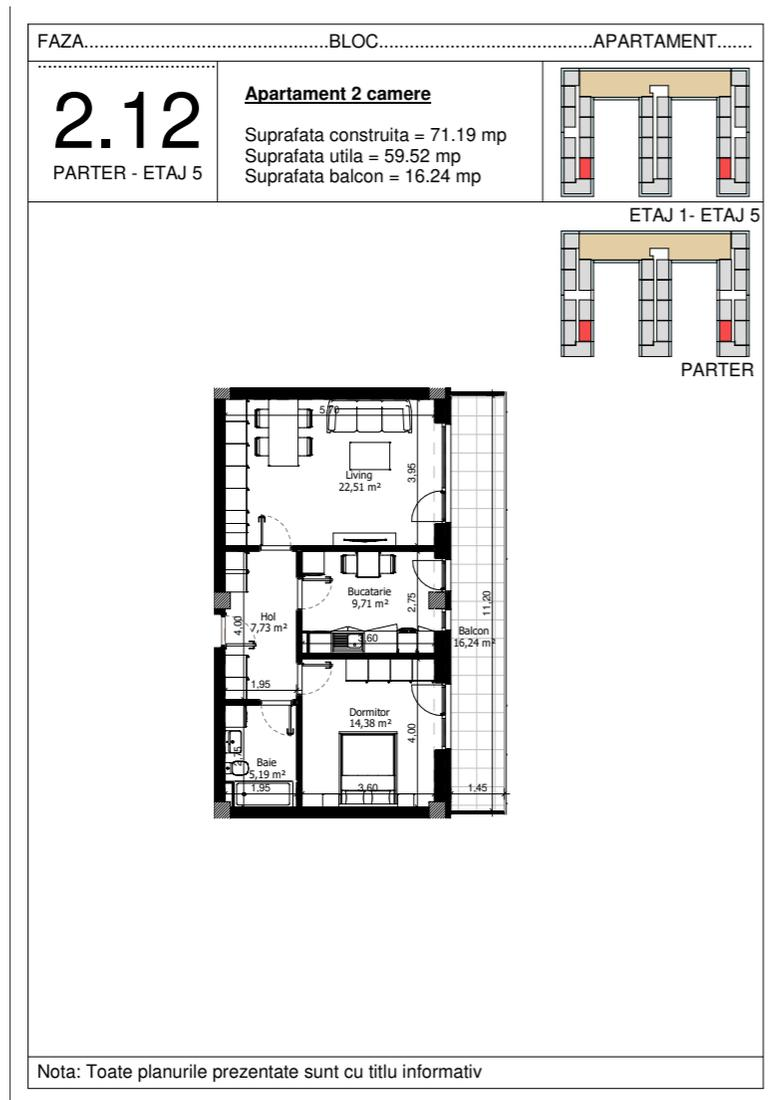 FAZA...........................................BLOC......................................APARTAMENT.......
2.12
PARTER - ETAJ 5
Apartament 2 camere
Suprafata construita = 71.19 mp
Suprafata utila = 59.52 mp
Suprafata balcon = 16.24 mp
ETAJ 1- ETAJ 5
PARTER
5,70
Living
22,51 m²
3,95
Bucatarie
9,71 m²
2,75
3,60
Hol
7,73 m²
4,00
1,95
11,20
Balcon
16,24 m²
Dormitor
14,38 m²
4,00
3,60
Baie
5,19 m²
2,75
1,95
1,45
Nota: Toate planurile prezentate sunt cu titlu informativ